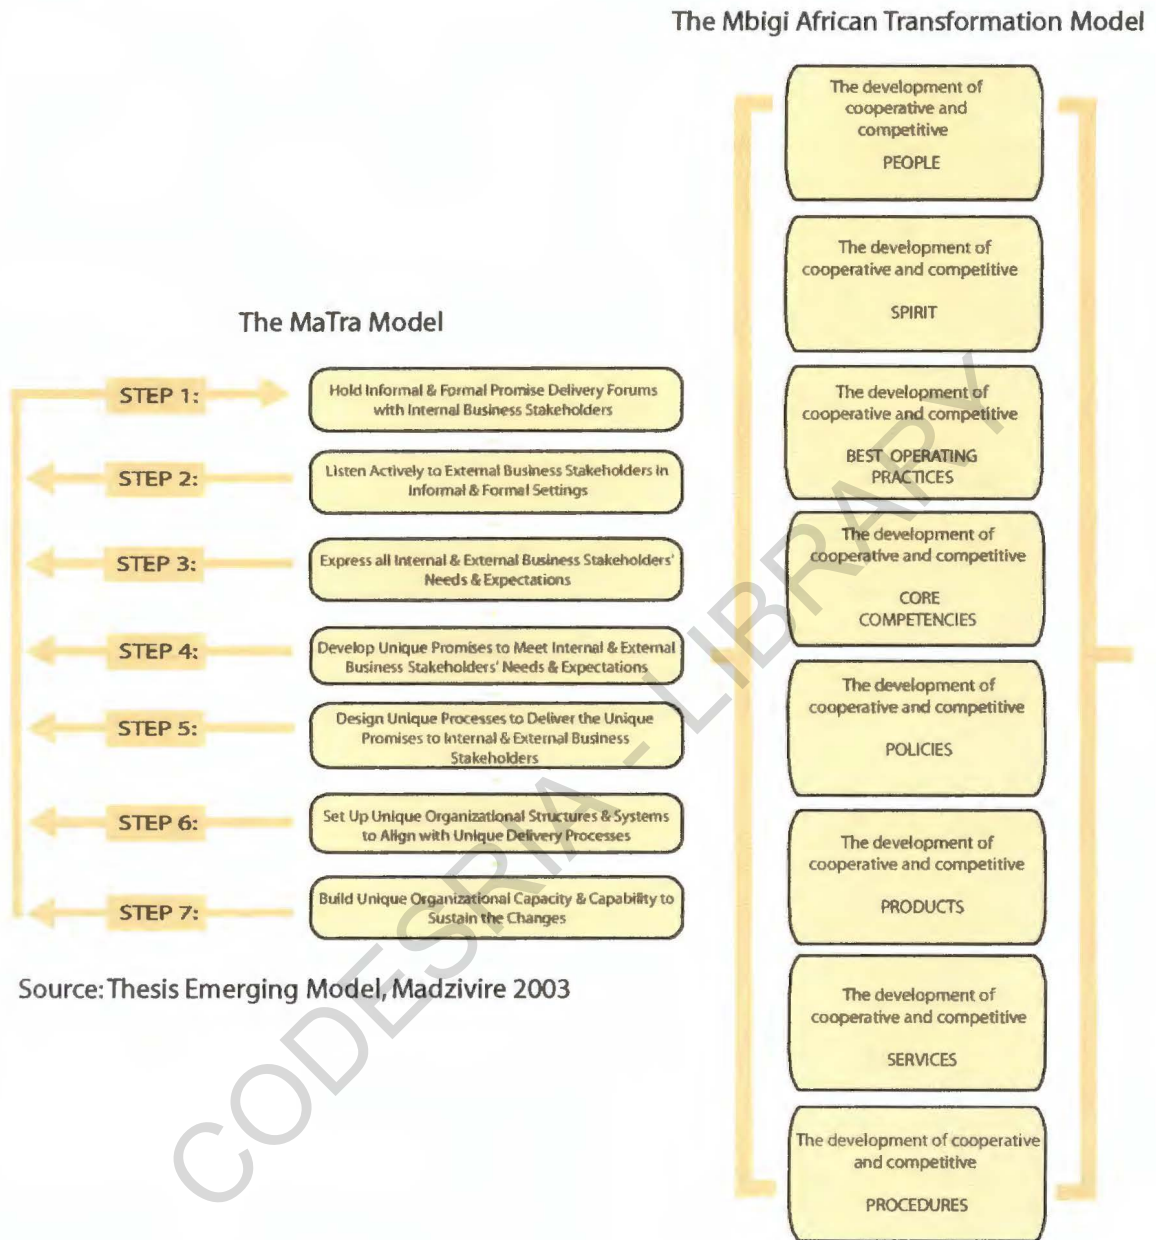 The Mbigi African Transformation Model
The development of
cooperative and
competitive
PEOPLE
The development of
cooperative and competitive
SPIRIT
The development of
cooperative and competitive
BEST OPERATING
PRACTICES
The development of
cooperative and competitive
CORE
COMPETENCIES
The development of
cooperative and competitive
POLICIES
The development of
cooperative and competitive
PRODUCTS
The development of
cooperative and competitive
SERVICES
The development of cooperative
and competitive
PROCEDURES
The MaTra Model
STEP 1:
Hold Informal & Formal Promise Delivery Forums
with Internal Business Stakeholders
STEP 2:
Listen Actively to External Business Stakeholders in
Informal & Formal Settings
STEP 3:
Express all Internal & External Business Stakeholders'
Needs & Expectations
STEP 4:
Develop Unique Promises to Meet Internal & External
Business Stakeholders' Needs & Expectations
STEP 5:
Design Unique Processes to Deliver the Unique
Promises to Internal & External Business
Stakeholders
STEP 6:
Set Up Unique Organizational Structures & Systems
to Align with Unique Delivery Processes
STEP 7:
Build Unique Organizational Capacity & Capability to
Sustain the Changes
Source: Thesis Emerging Model, Madzivire 2003
CODESRIA - LIBRARY